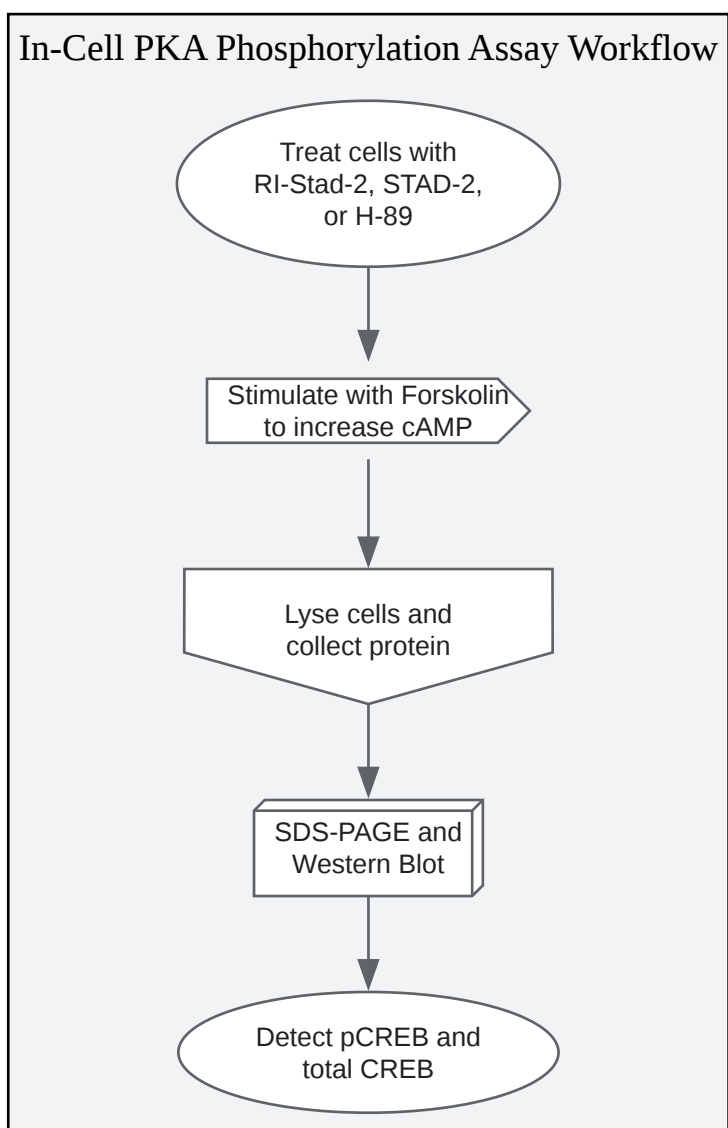 In-Cell PKA Phosphorylation Assay Workflow
Treat cells with
RI-Stad-2, STAD-2,
or H-89
Stimulate with Forskolin
to increase cAMP
Lyse cells and
collect protein
SDS-PAGE and
Western Blot
Detect pCREB and
total CREB